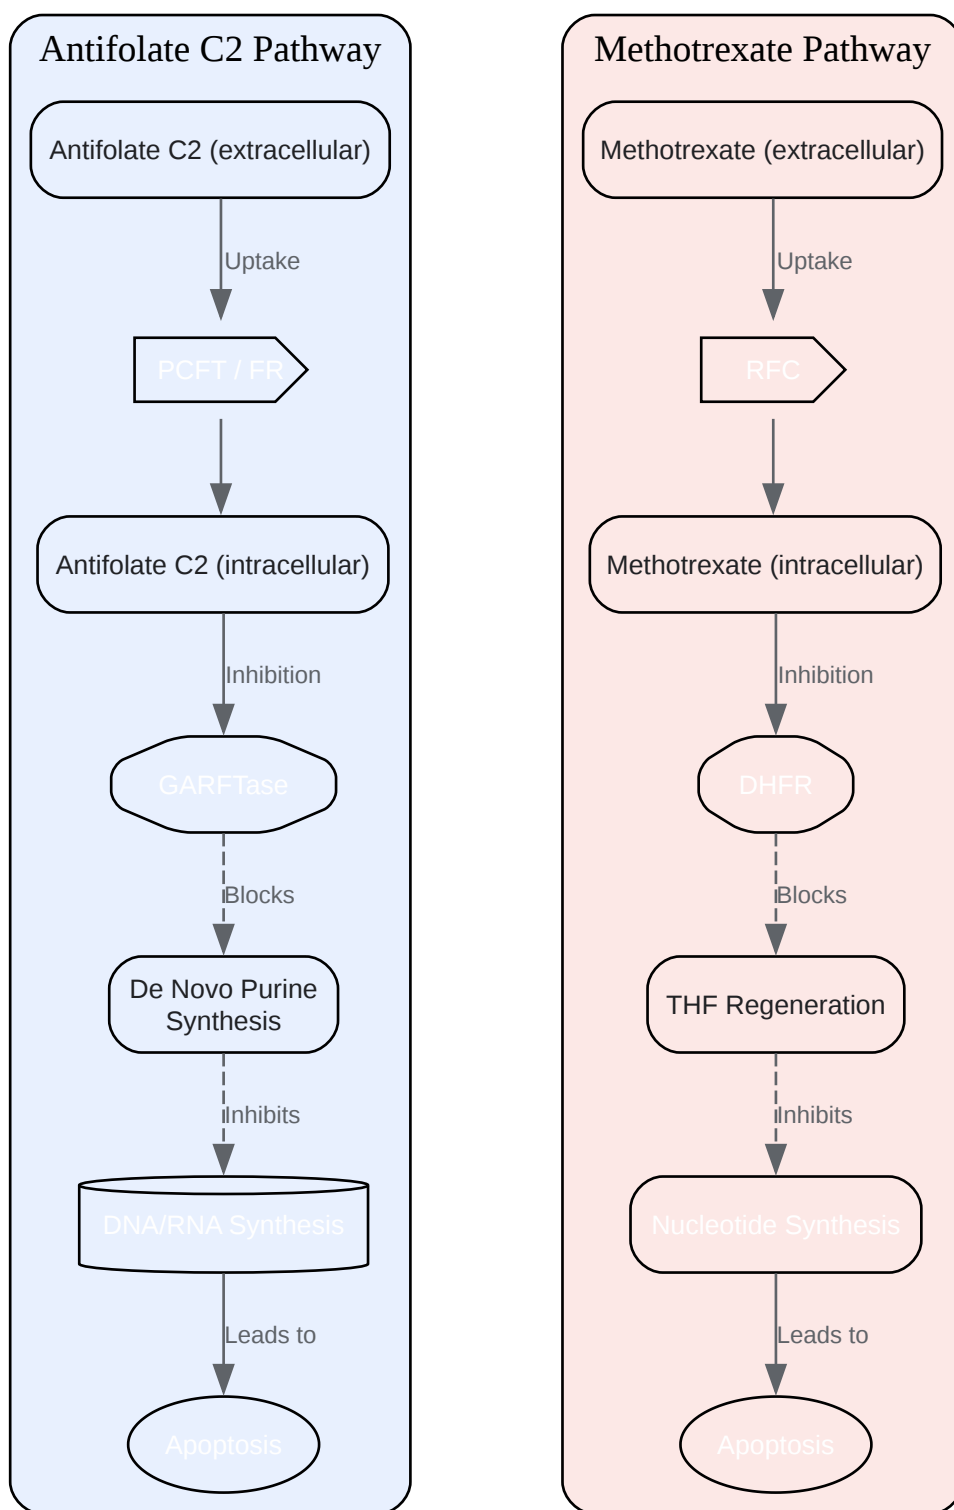 Antifolate C2 Pathway
Antifolate C2 (extracellular)
Uptake
PCFT / FR
Antifolate C2 (intracellular)
Inhibition
GARFTase
Blocks
De Novo Purine
Synthesis
Inhibits
DNA/RNA Synthesis
Leads to
Apoptosis
Methotrexate Pathway
Methotrexate (extracellular)
Uptake
RFC
Methotrexate (intracellular)
Inhibition
DHFR
Blocks
THF Regeneration
Inhibits
Nucleotide Synthesis
Leads to
Apoptosis